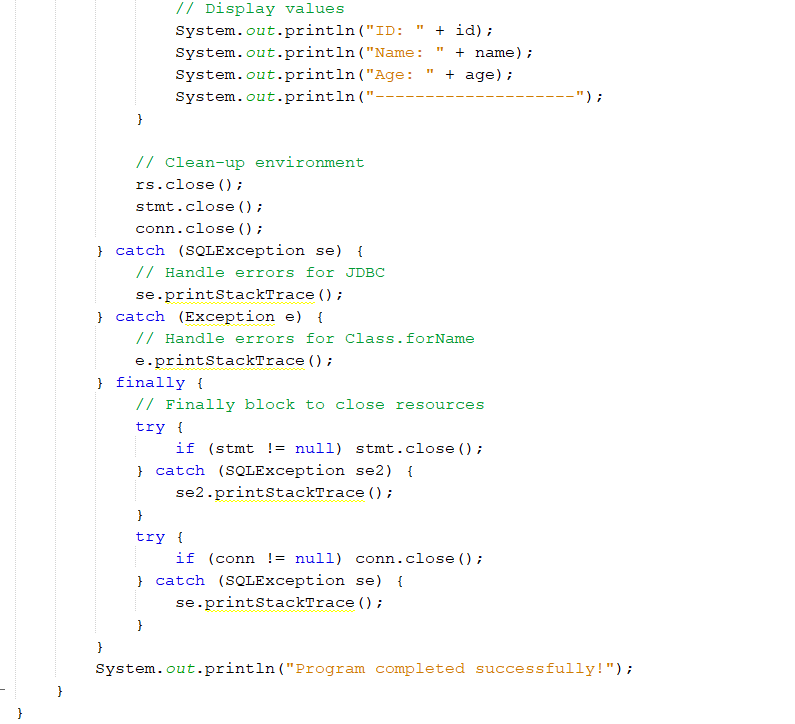 // Display values
System.out.println("ID: " + id);
System.out.println("Name: " + name);
System.out.println("Age: " + age);
System.out.println("--------------------");
}
// Clean-up environment
rs.close();
stmt.close();
conn.close();
} catch (SQLException se) {
// Handle errors for JDBC
se.printStackTrace();
} catch (Exception e) {
// Handle errors for Class.forName
e.printStackTrace();
} finally {
// Finally block to close resources
try {
if (stmt != null) stmt.close();
} catch (SQLException se2) {
se2.printStackTrace();
}
try {
if (conn != null) conn.close();
} catch (SQLException se) {
se.printStackTrace();
}
}
System.out.println("Program completed successfully!");
}
}